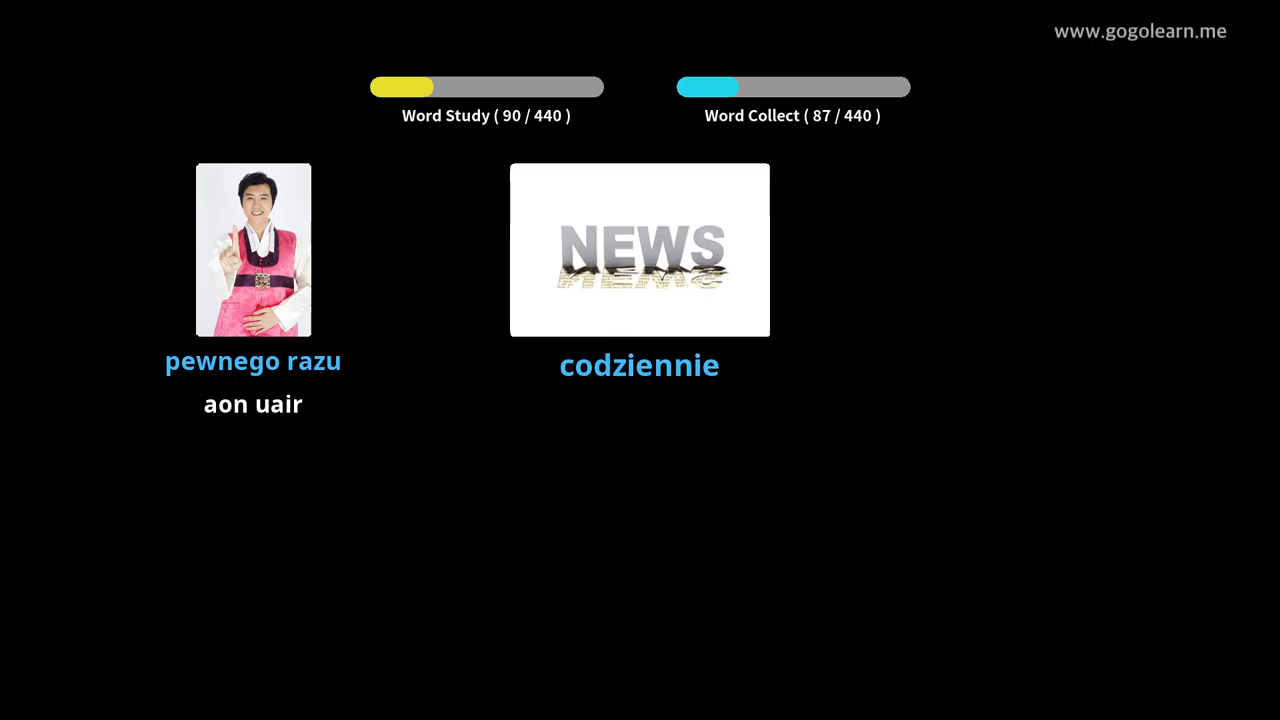 www.gogolearn.me
Word Study ( 90 / 440 )
Word Collect ( 87 / 440 )
NEWS
pewnego razu
codziennie
aon uair